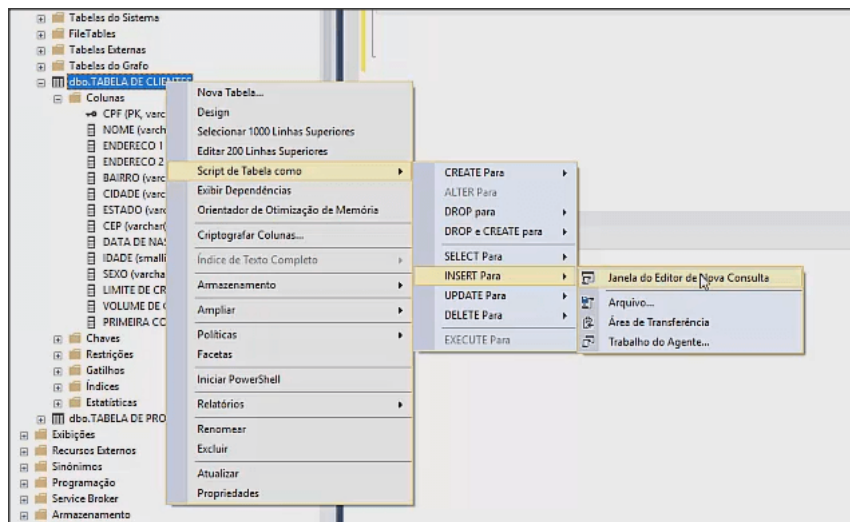 Tabelas do Sistema
FileTables
Tabelas Externas
Tabelas do Grafo
dbo.TABELA DE CLIENTES
Colunas
CPF (PK, varc
NOME (varch
ENDERECO 1
ENDERECO 2
BAIRRO (varc
CIDADE (varc
ESTADO (varc
CEP (varchar(
DATA DE NAS
IDADE (smalli
SEXO (varcha
LIMITE DE CR
VOLUME DE
PRIMEIRA CO
Chaves
Restrições
Gatilhos
Índices
Estatísticas
dbo.TABELA DE PRO
Exibições
Recursos Externos
Sinônimos
Programação
Service Broker
Armazenamento
Nova Tabela...
Design
Selecionar 1000 Linhas Superiores
Editar 200 Linhas Superiores
Script de Tabela como
Exibir Dependências
Orientador de Otimização de Memória
Criptografar Colunas...
Índice de Texto Completo
Armazenamento
Ampliar
Políticas
Facetas
Iniciar PowerShell
Relatórios
Renomear
Excluir
Atualizar
Propriedades
CREATE Para
ALTER Para
DROP para
DROP e CREATE para
SELECT Para
INSERT Para
UPDATE Para
DELETE Para
EXECUTE Para
Janela do Editor de Nova Consulta
Arquivo...
Área de Transferência
Trabalho do Agente...